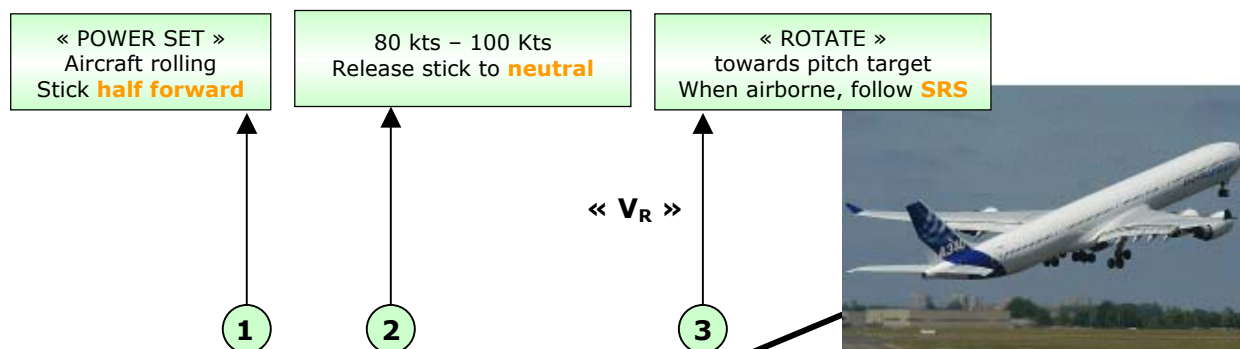 « POWER SET »
Aircraft rolling
Stick half forward
80 kts – 100 Kts
Release stick to neutral
« ROTATE »
towards pitch target
When airborne, follow SRS
« VR »
1
2
3
A340